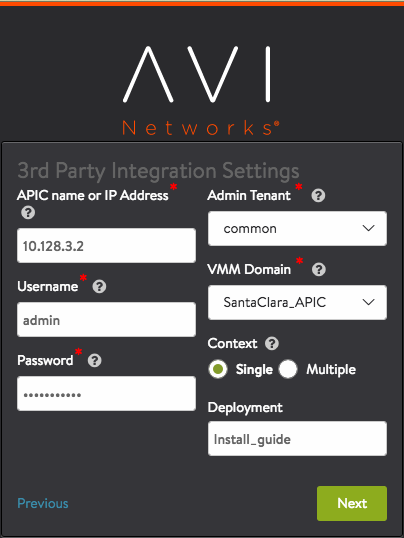 AVI
Networks®
3rd Party Integration Settings
APIC name or IP Address* ?
10.128.3.2
Username* ?
admin
Password* ?
•••••••••••
Admin Tenant* ?
common
VMM Domain* ?
SantaClara_APIC
Context ?
Single Multiple
Deployment
Install_guide
Previous
Next